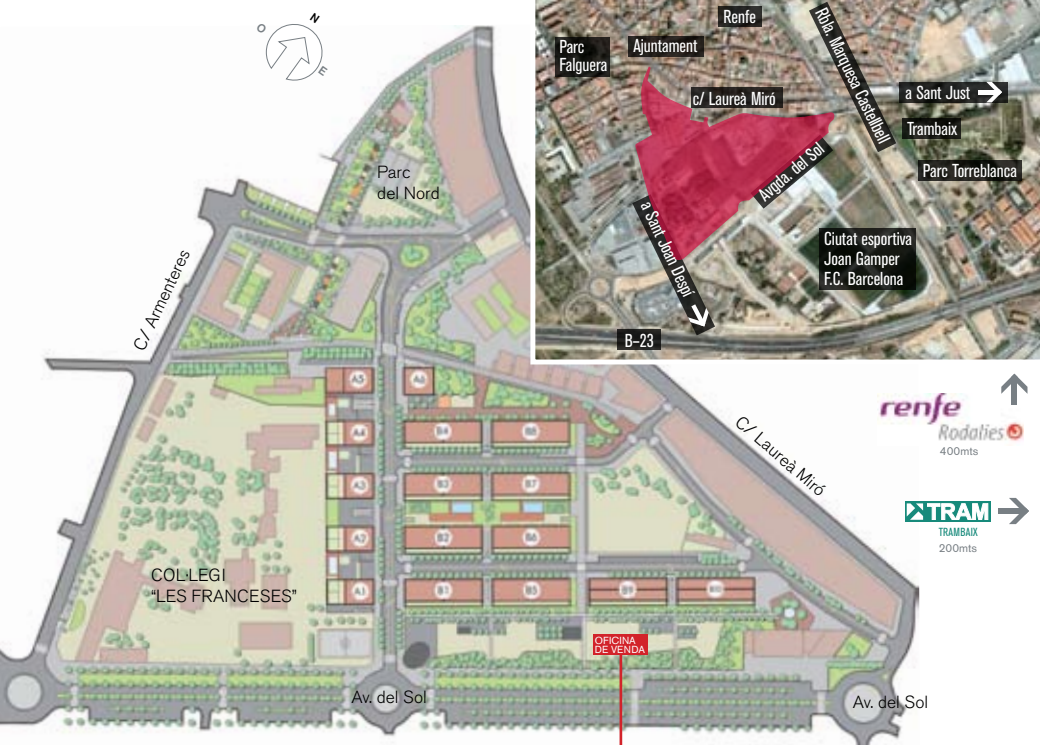 N
O
E
Parc
del Nord
C/ Armenteres
Renfe
Parc
Falguera
Ajuntament
c/ Laureà Miró
Rbla. Marquesa Castellbell
a Sant Just
Trambaix
Parc Torreblanca
Avgda. del Sol
a Sant Joan Despí
Ciutat esportiva
Joan Gamper
F.C. Barcelona
B-23
A5
A6
A4
B4
B8
A3
B3
B7
A2
B2
B6
A1
B1
B5
B9
B10
C/ Laureà Miró
renfe
Rodalies
400mts
TRAM
TRAMBAIX
200mts
COL·LEGI
"LES FRANCESES"
OFICINA
DE VENDA
Av. del Sol
Av. del Sol